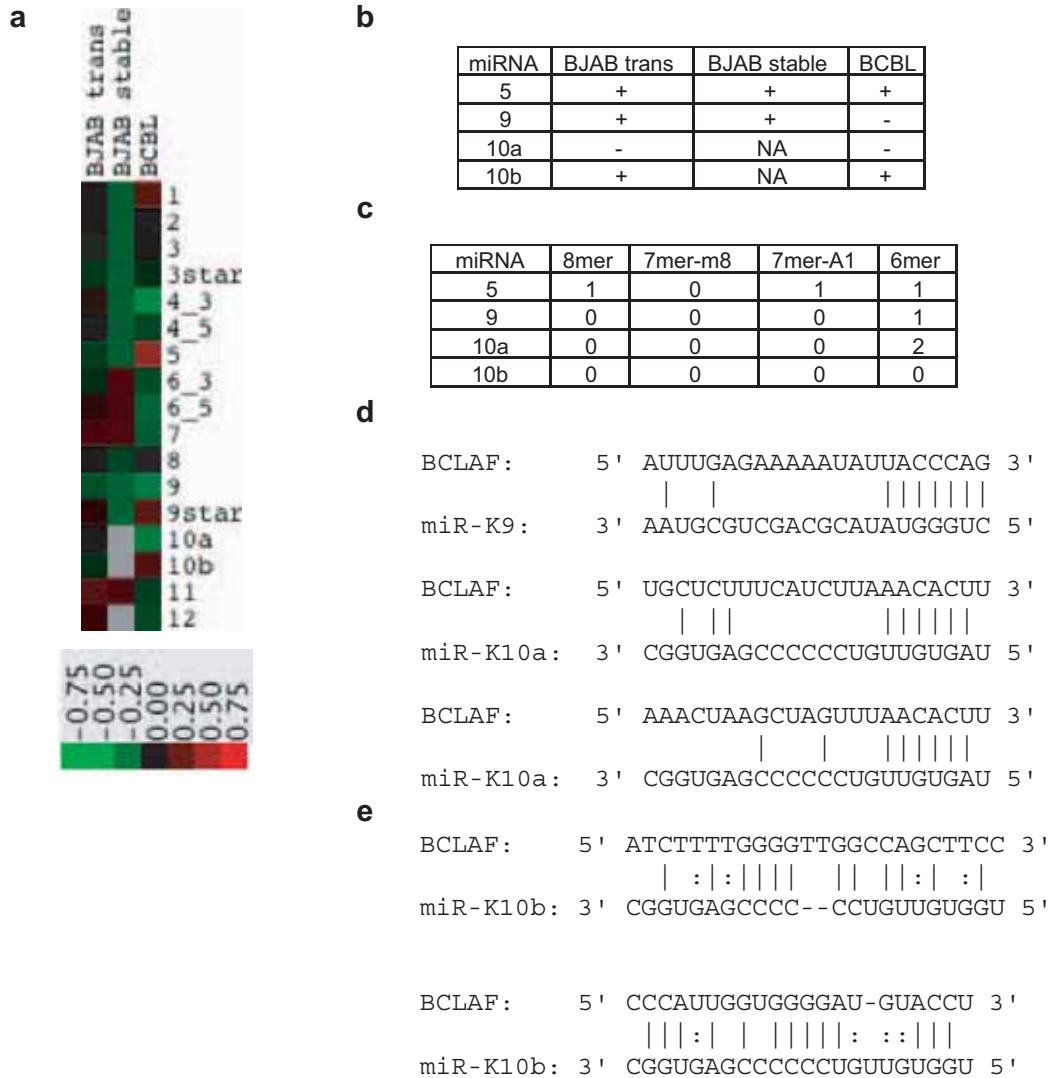 a
BJAB trans
BJAB stable
BCBL
1
2
3
3star
4_3
4_5
5
6_3
6_5
7
8
9
9star
10a
10b
11
12
-0.75
-0.50
-0.25
0.00
0.25
0.50
0.75
b
miRNA BJAB trans BJAB stable BCBL
5 + + +
9 + + -
10a - NA -
10b + NA +
c
miRNA 8mer 7mer-m8 7mer-A1 6mer
5 1 0 1 1
9 0 0 0 1
10a 0 0 0 2
10b 0 0 0 0
d
BCLAF: 5' AUUUGAGAAAAAUAUUACCCAG 3'
| | |||||||
miR-K9: 3' AAUGCGUCGACGCAUAUGGGUC 5'
BCLAF: 5' UGCUCUUUCAUCUUAAACACUU 3'
| || ||||||
miR-K10a: 3' CGGUGAGCCCCCCUGUUGUGAU 5'
BCLAF: 5' AAACUAAGCUAGUUUAACACUU 3'
| | ||||||
miR-K10a: 3' CGGUGAGCCCCCCUGUUGUGAU 5'
e
BCLAF: 5' ATCTTTTGGGGTTGGCCAGCTTCC 3'
| :|:|||| || ||:| :|
miR-K10b: 3' CGGUGAGCCCC--CCUGUUGUGGU 5'
BCLAF: 5' CCCAUUGGUGGGGAU-GUACCU 3'
|||:| | |||||: ::|||
miR-K10b: 3' CGGUGAGCCCCCCUGUUGUGGU 5'